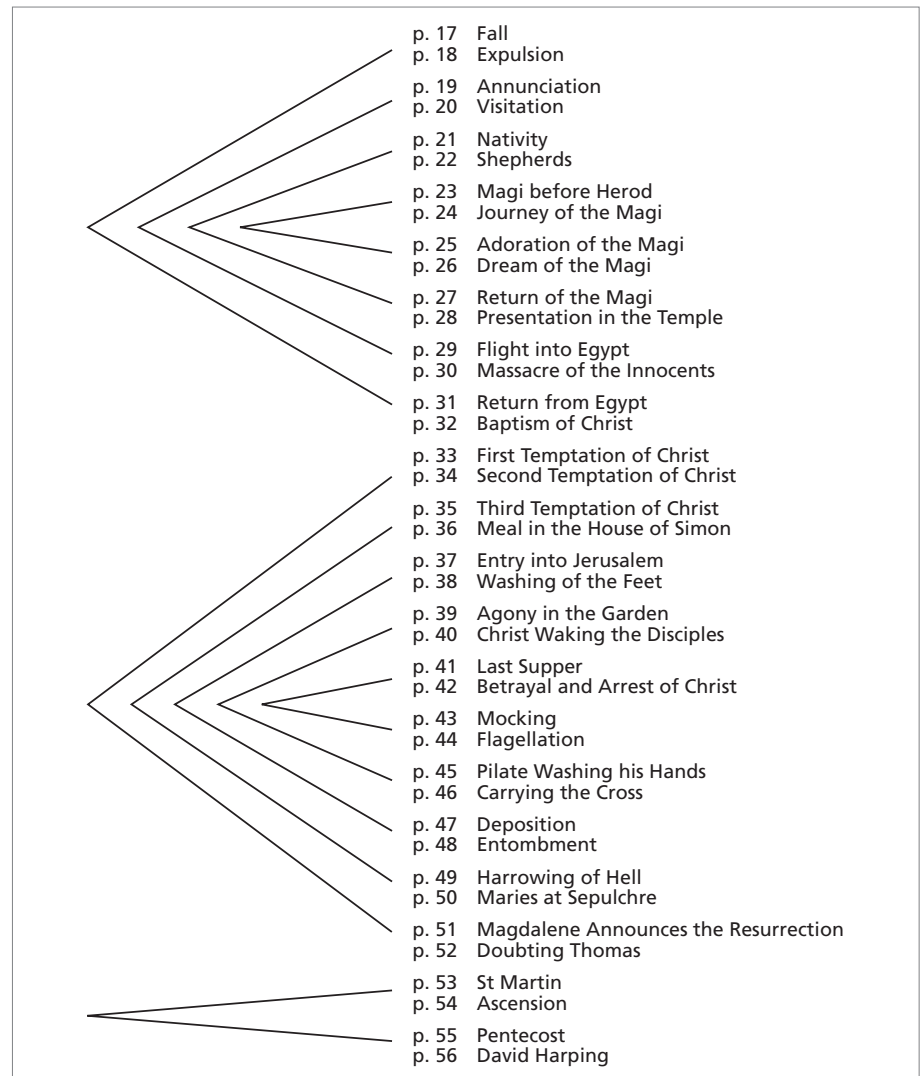 p. 17 Fall
p. 18 Expulsion
p. 19 Annunciation
p. 20 Visitation
p. 21 Nativity
p. 22 Shepherds
p. 23 Magi before Herod
p. 24 Journey of the Magi
p. 25 Adoration of the Magi
p. 26 Dream of the Magi
p. 27 Return of the Magi
p. 28 Presentation in the Temple
p. 29 Flight into Egypt
p. 30 Massacre of the Innocents
p. 31 Return from Egypt
p. 32 Baptism of Christ
p. 33 First Temptation of Christ
p. 34 Second Temptation of Christ
p. 35 Third Temptation of Christ
p. 36 Meal in the House of Simon
p. 37 Entry into Jerusalem
p. 38 Washing of the Feet
p. 39 Agony in the Garden
p. 40 Christ Waking the Disciples
p. 41 Last Supper
p. 42 Betrayal and Arrest of Christ
p. 43 Mocking
p. 44 Flagellation
p. 45 Pilate Washing his Hands
p. 46 Carrying the Cross
p. 47 Deposition
p. 48 Entombment
p. 49 Harrowing of Hell
p. 50 Maries at Sepulchre
p. 51 Magdalene Announces the Resurrection
p. 52 Doubting Thomas
p. 53 St Martin
p. 54 Ascension
p. 55 Pentecost
p. 56 David Harping